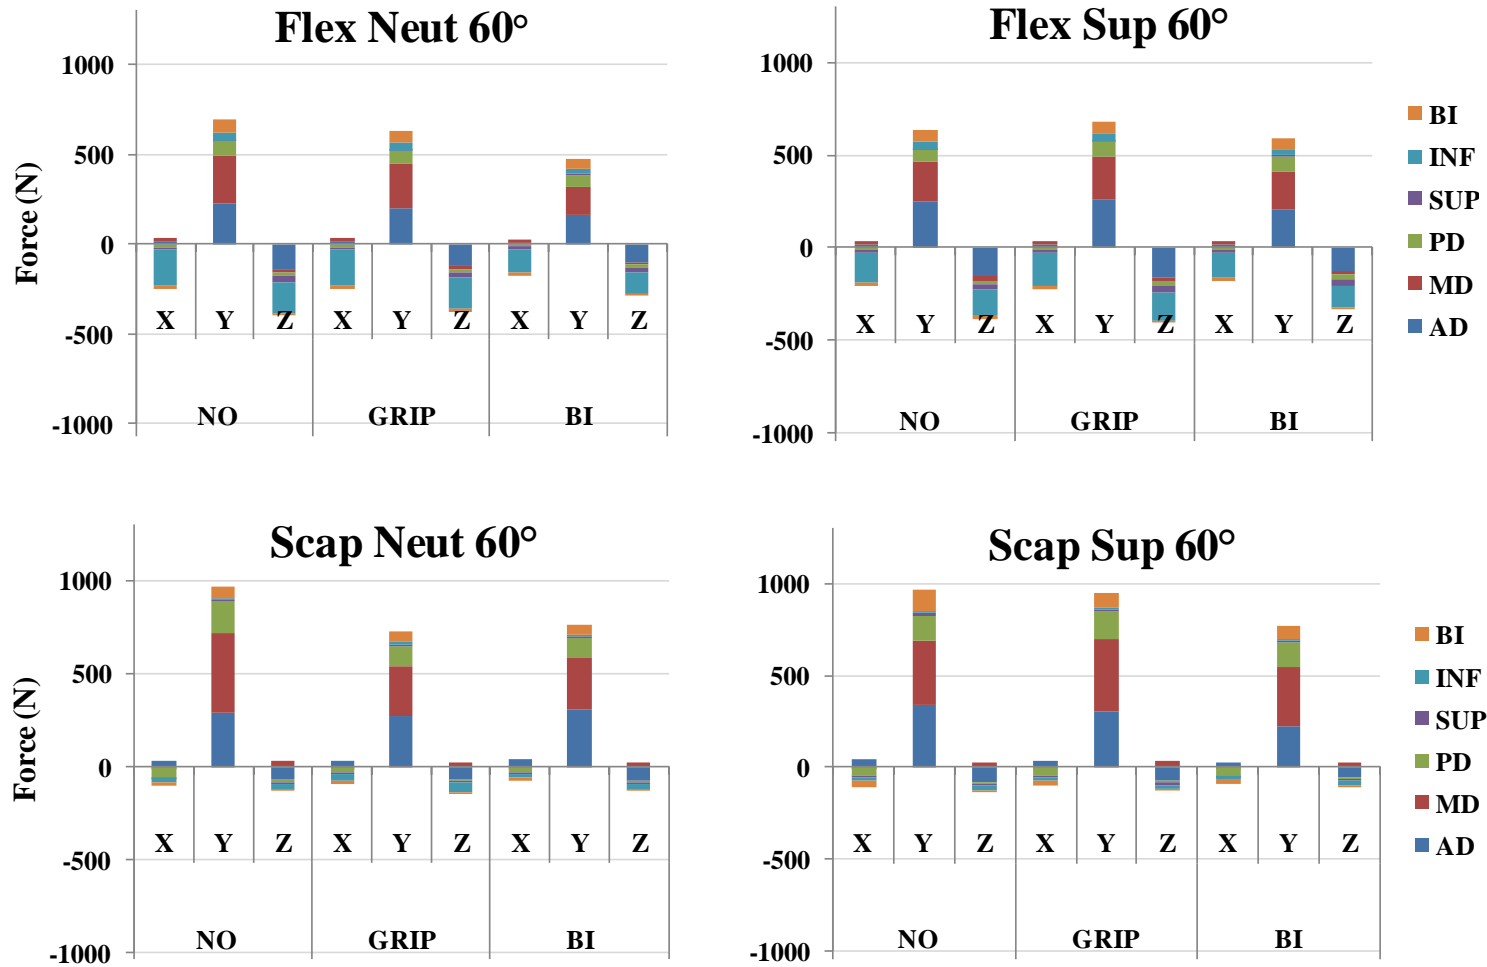 Flex Neut 60°
Force (N)
1000
500
0
-500
-1000
X Y Z X Y Z X Y Z
NO GRIP BI
Flex Sup 60°
1000
500
0
-500
-1000
X Y Z X Y Z X Y Z
NO GRIP BI
BI
INF
SUP
PD
MD
AD
Scap Neut 60°
Force (N)
1000
500
0
-500
-1000
X Y Z X Y Z X Y Z
NO GRIP BI
Scap Sup 60°
1000
500
0
-500
-1000
X Y Z X Y Z X Y Z
NO GRIP BI
BI
INF
SUP
PD
MD
AD